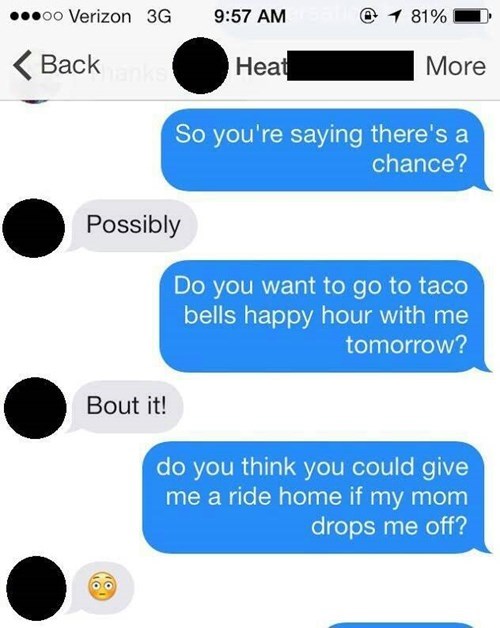 Verizon 3G 9:57 AM 81%
Back Heat More
So you're saying there's a
chance?
Possibly
Do you want to go to taco
bells happy hour with me
tomorrow?
Bout it!
do you think you could give
me a ride home if my mom
drops me off?
😳